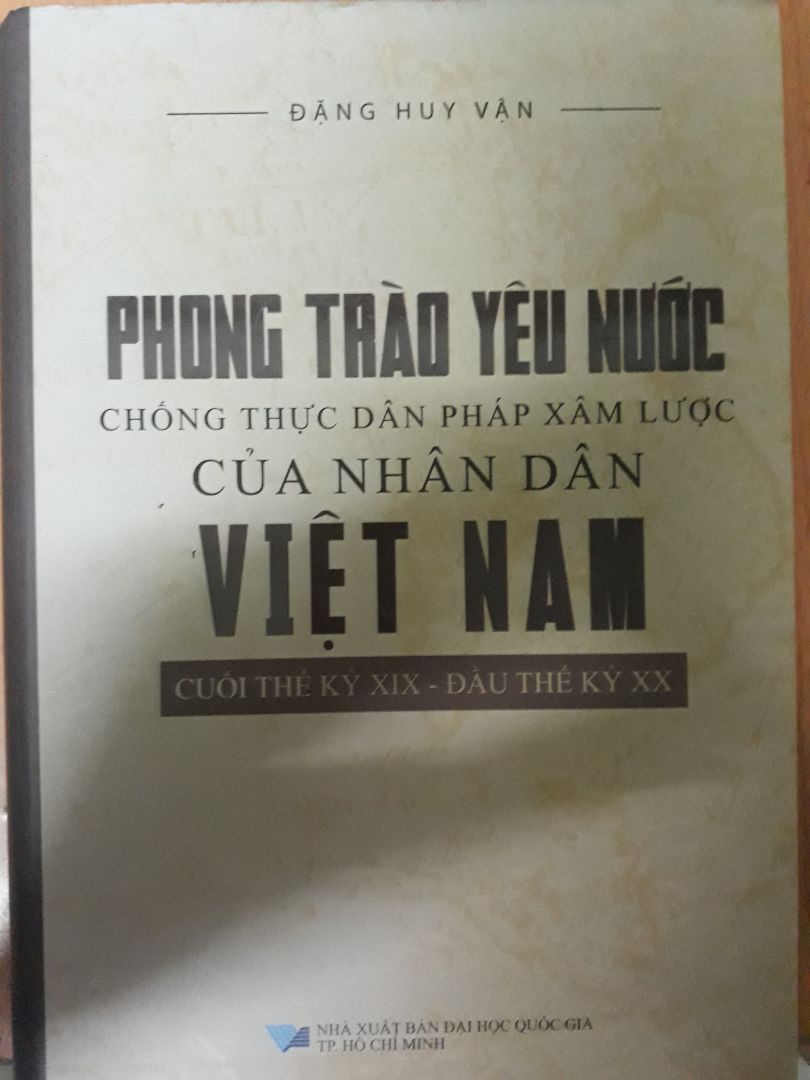 ĐẶNG HUY VẬN
PHONG TRÀO YÊU NƯỚC
CHỐNG THỰC DÂN PHÁP XÂM LƯỢC
CỦA NHÂN DÂN
VIỆT NAM
CUỐI THẾ KỶ XIX - ĐẦU THẾ KỶ XX
NHÀ XUẤT BẢN ĐẠI HỌC QUỐC GIA
TP. HỒ CHÍ MINH